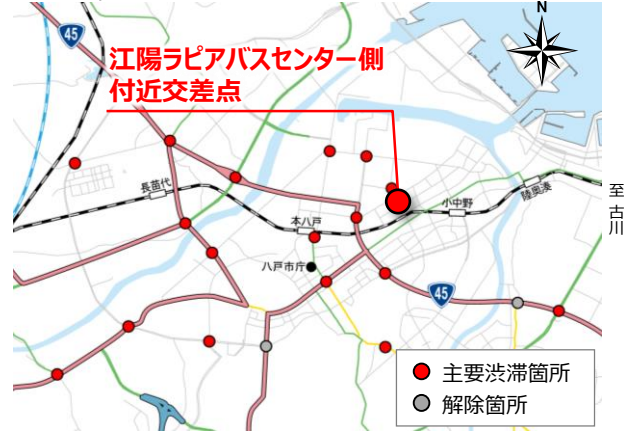 N
45
江陽ラピアバスセンター側
付近交差点
長苗代
小中野
陸奥湊
至 古川
本八戸
八戸市庁
45
主要渋滞箇所
解除箇所